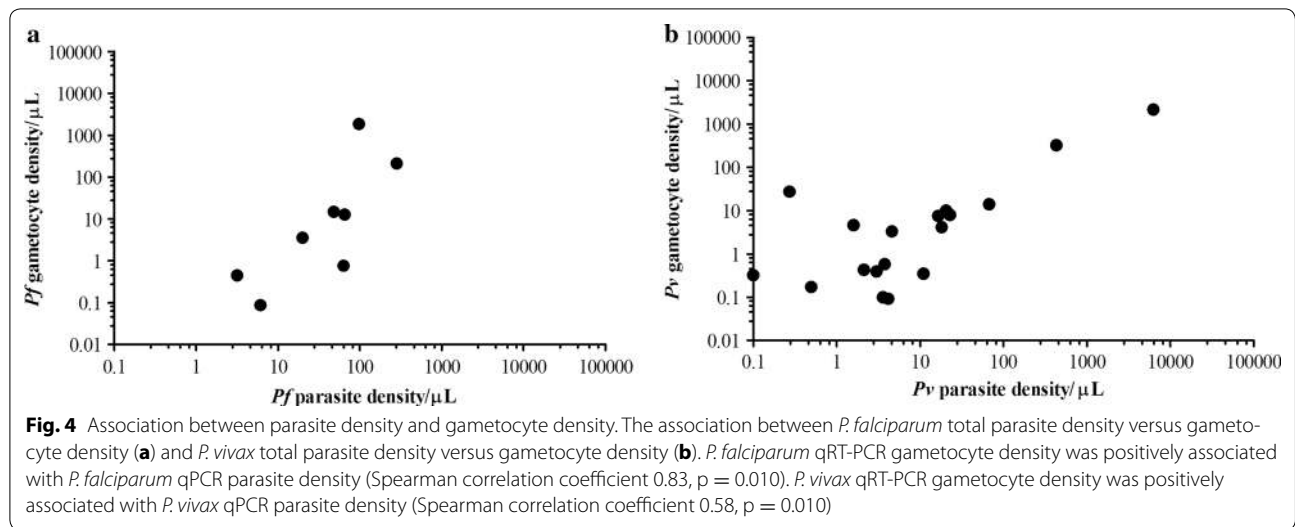 a
100000
10000
1000
100
10
1
0.1
0.01
Pf gametocyte density/μL
0.1 1 10 100 1000 10000 100000
Pf parasite density/μL
b
100000
10000
1000
100
10
1
0.1
0.01
Pv gametocyte density/μL
0.1 1 10 100 1000 10000 100000
Pv parasite density/μL
Fig. 4 Association between parasite density and gametocyte density. The association between P. falciparum total parasite density versus gameto-
cyte density (a) and P. vivax total parasite density versus gametocyte density (b). P. falciparum qRT-PCR gametocyte density was positively associated
with P. falciparum qPCR parasite density (Spearman correlation coefficient 0.83, p = 0.010). P. vivax qRT-PCR gametocyte density was positively
associated with P. vivax qPCR parasite density (Spearman correlation coefficient 0.58, p = 0.010)